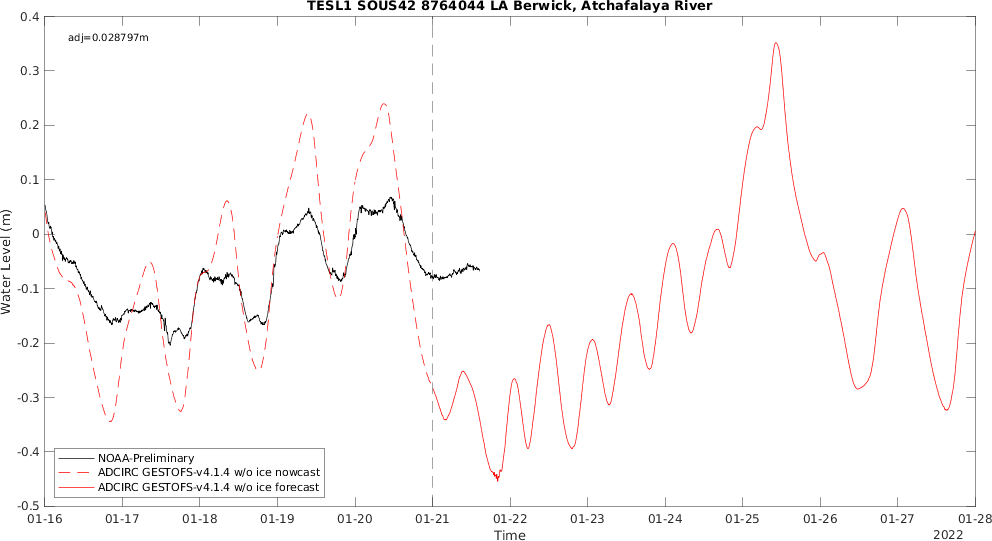 TESL1 SOUS42 8764044 LA Berwick, Atchafalaya River
adj=0.028797m
0.4
0.3
0.2
0.1
0
-0.1
-0.2
-0.3
-0.4
-0.5
Water Level (m)
NOAA-Preliminary
ADCIRC GESTOFS-v4.1.4 w/o ice nowcast
ADCIRC GESTOFS-v4.1.4 w/o ice forecast
01-16 01-17 01-18 01-19 01-20 01-21 01-22 01-23 01-24 01-25 01-26 01-27 01-28
Time
2022